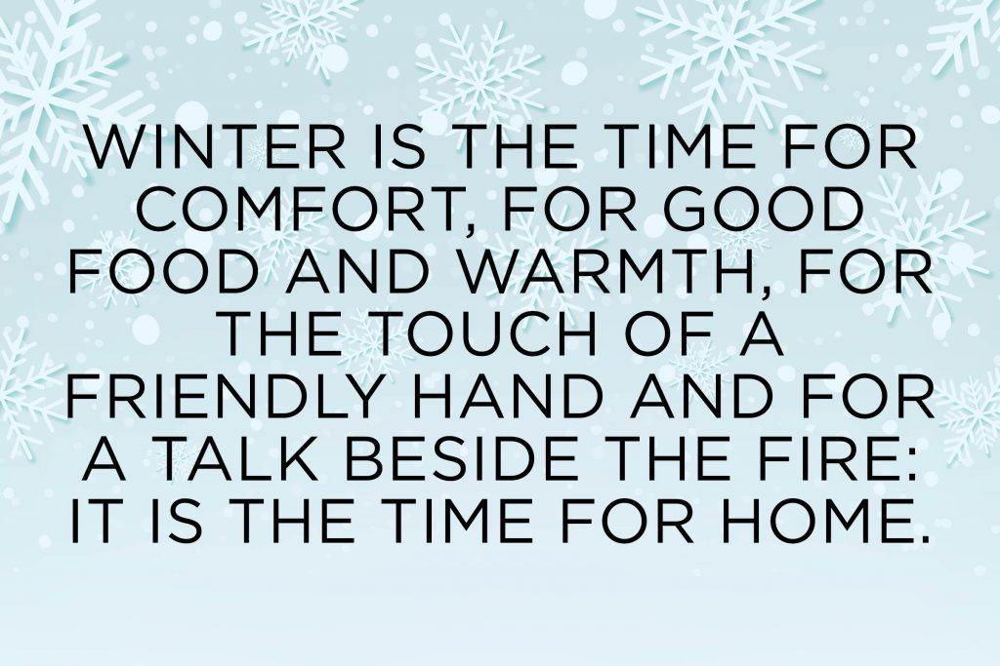 WINTER IS THE TIME FOR
COMFORT, FOR GOOD
FOOD AND WARMTH, FOR
THE TOUCH OF A
FRIENDLY HAND AND FOR
A TALK BESIDE THE FIRE:
IT IS THE TIME FOR HOME.